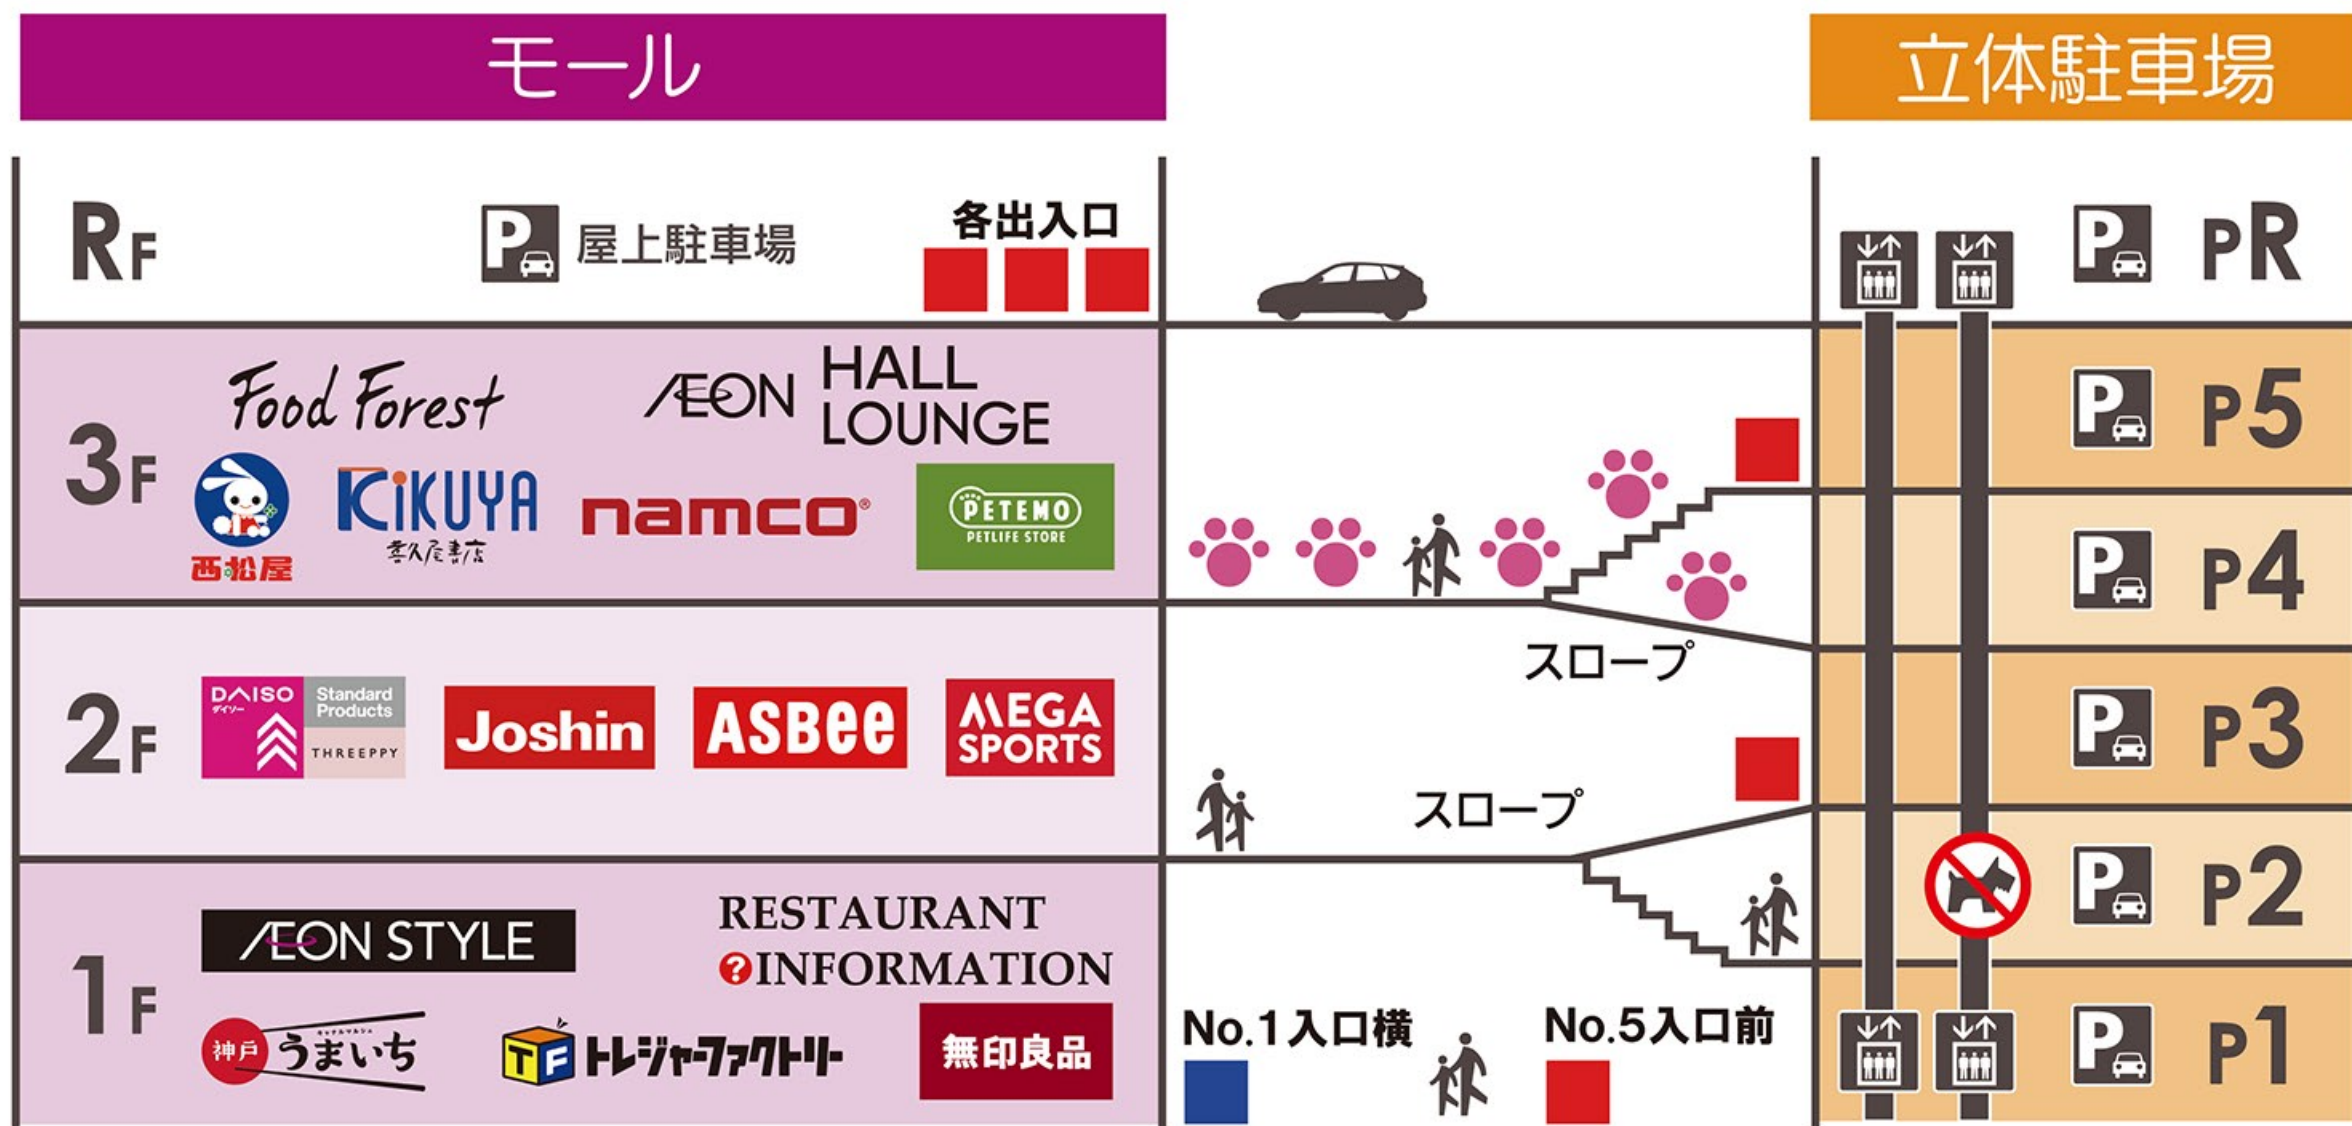 モール
立体駐車場
RF
P 屋上駐車場
各出入口
P PR
3F
Food Forest
ÆON HALL LOUNGE
西松屋
KiKUYA
喜久屋書店
namco®
PETEMO
PETLIFE STORE
P P5
P P4
スロープ
2F
DAISO
ダイソー
Standard
Products
THREEPPY
Joshin
ASBee
MEGA
SPORTS
スロープ
P P3
P P2
1F
ÆON STYLE
RESTAURANT
?INFORMATION
神戸 うまいち
TF トレジャーファクトリー
無印良品
No.1入口横
No.5入口前
P P1